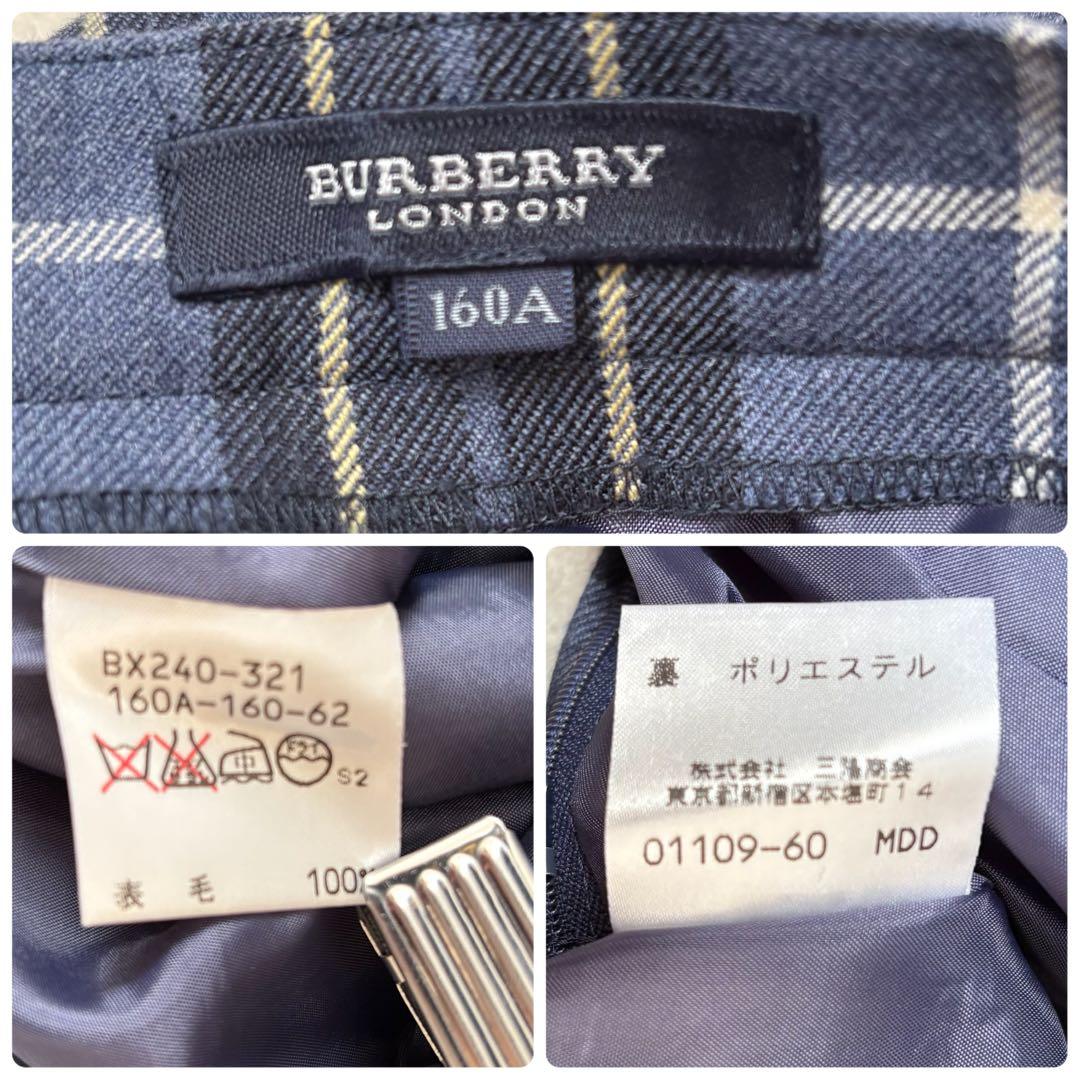 BURBERRY
LONDON
160A
BX240-321
160A-160-62
中 F21 S2
表 毛 100%
裏 ポリエステル
株式会社 三陽商会
東京都新宿区本塩町14
01109-60 MDD